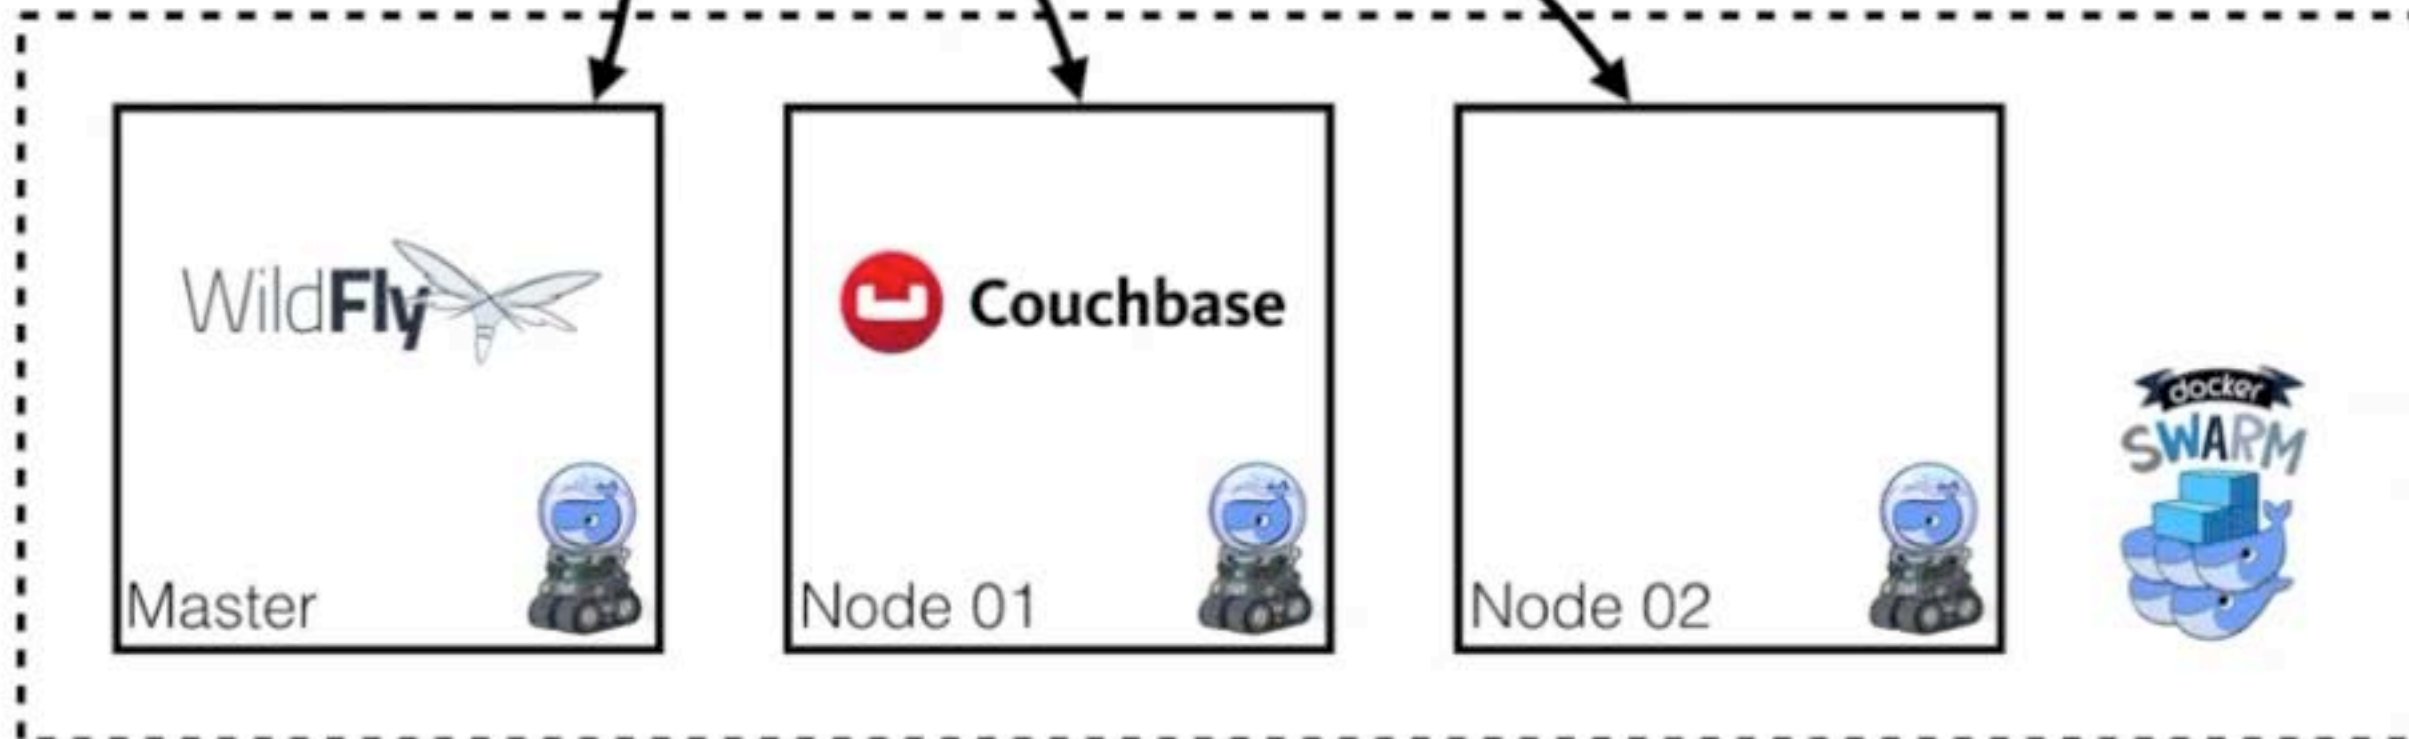 WildFly
Couchbase
docker
SWARM
Master
Node 01
Node 02